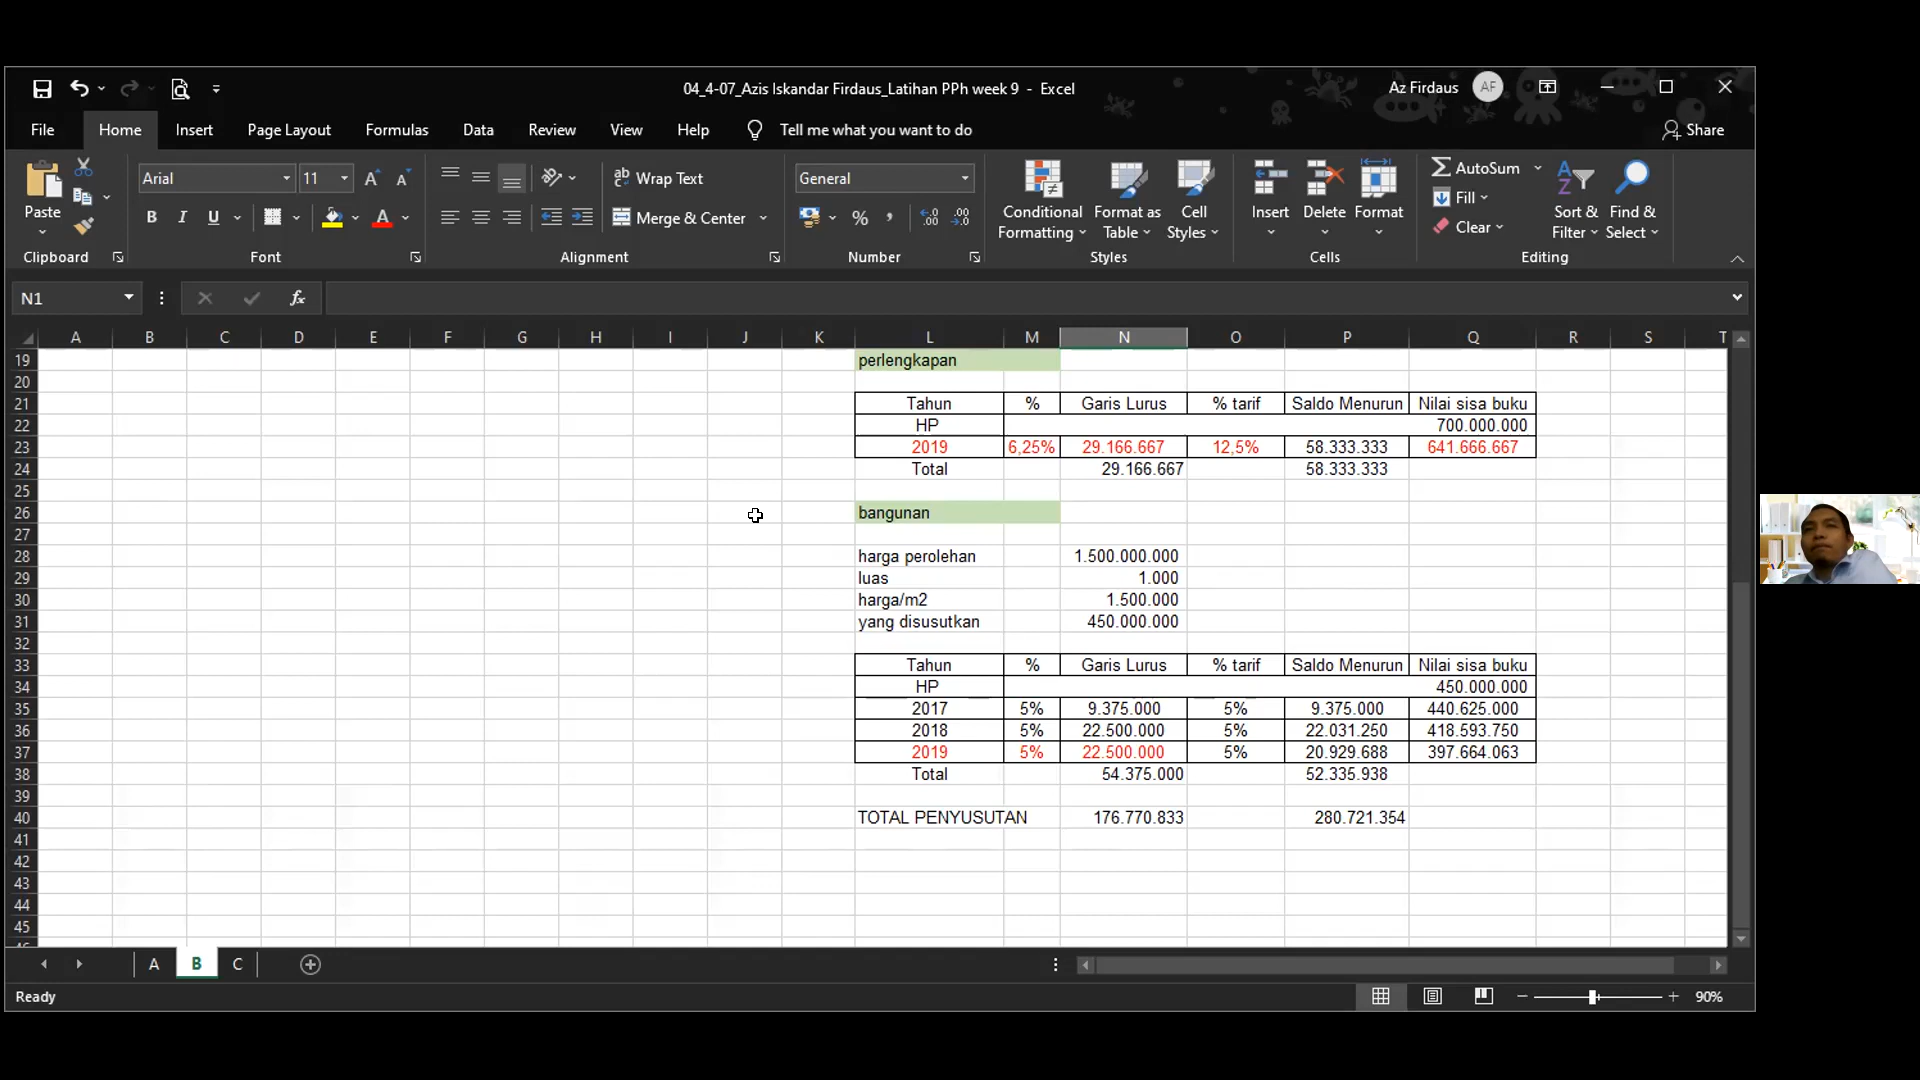 04_4-07_Azis Iskandar Firdaus_Latihan PPh week 9 - Excel
Az Firdaus AF
File Home Insert Page Layout Formulas Data Review View Help Tell me what you want to do Share
Paste
Clipboard
Arial 11
B I U
Font
Wrap Text
Merge & Center
Alignment
General
Number
Conditional Formatting
Format as Table
Cell Styles
Styles
Insert Delete Format
Cells
AutoSum
Fill
Clear
Sort & Filter
Find & Select
Editing
N1 fx
A B C D E F G H I J K L M N O P Q R S T
19 perlengkapan
20
21 Tahun % Garis Lurus % tarif Saldo Menurun Nilai sisa buku
22 HP 700.000.000
23 2019 6,25% 29.166.667 12,5% 58.333.333 641.666.667
24 Total 29.166.667 58.333.333
25
26 bangunan
27
28 harga perolehan 1.500.000.000
29 luas 1.000
30 harga/m2 1.500.000
31 yang disusutkan 450.000.000
32
33 Tahun % Garis Lurus % tarif Saldo Menurun Nilai sisa buku
34 HP 450.000.000
35 2017 5% 9.375.000 5% 9.375.000 440.625.000
36 2018 5% 22.500.000 5% 22.031.250 418.593.750
37 2019 5% 22.500.000 5% 20.929.688 397.664.063
38 Total 54.375.000 52.335.938
39
40 TOTAL PENYUSUTAN 176.770.833 280.721.354
41
42
43
44
45
A B C
Ready 90%